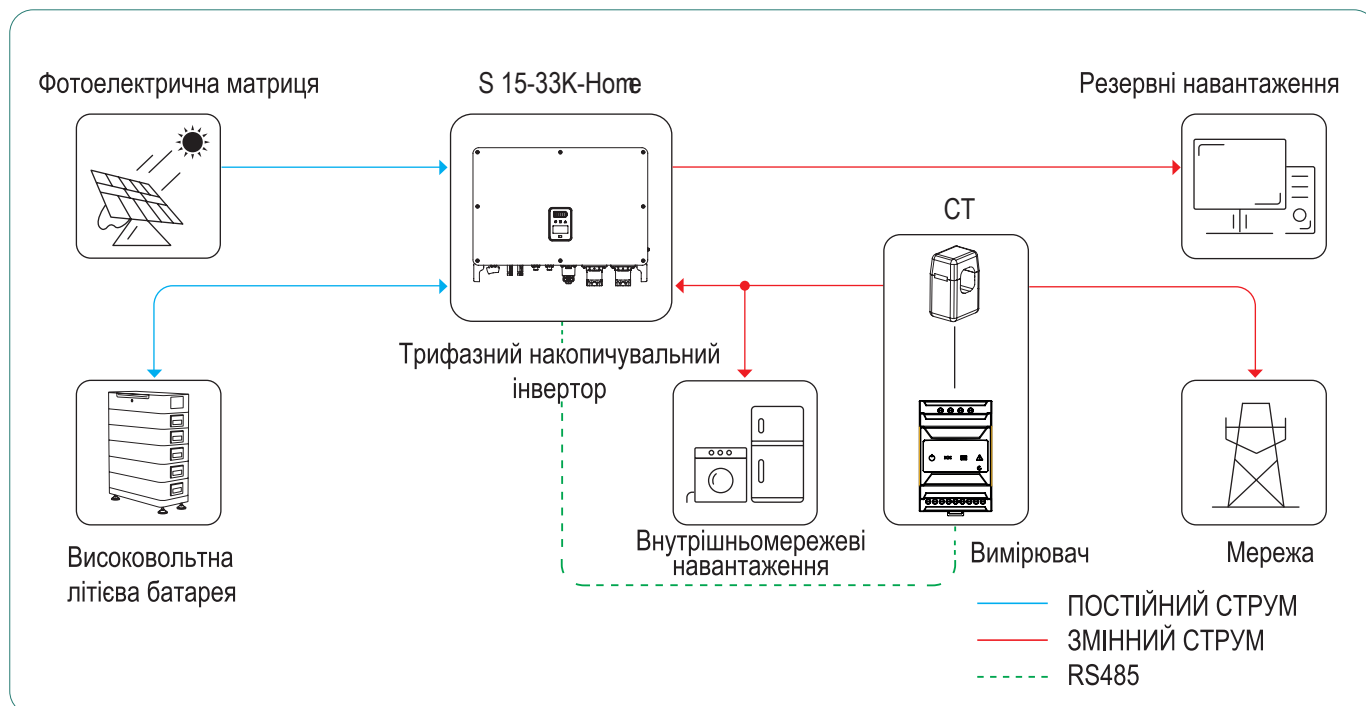 Фотоелектрична матриця
S 15-33K-Home
Резервні навантаження
CT
Трифазний накопичувальний
інвертор
Високовольтна
літієва батарея
Внутрішньомережеві
навантаження
Вимірювач
Мережа
ПОСТІЙНИЙ СТРУМ
ЗМІННИЙ СТРУМ
RS485